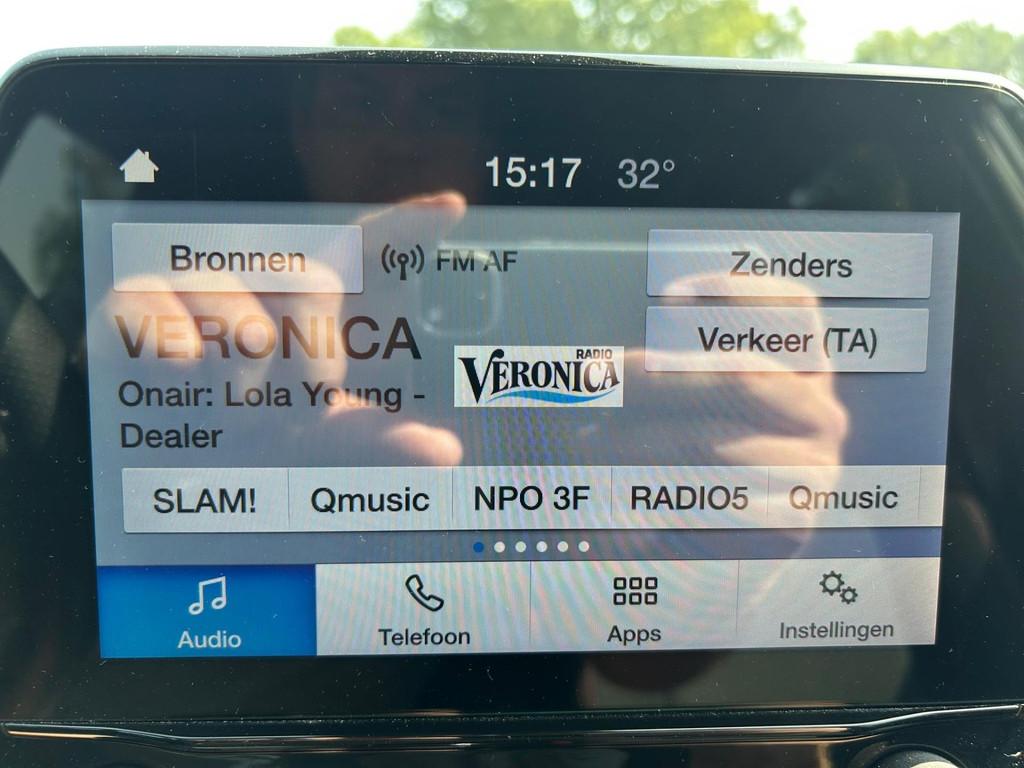 15:17 32°
Bronnen FM AF Zenders
VERONICA
Verkeer (TA)
RADIO
VERONICA
Onair: Lola Young -
Dealer
SLAM! Qmusic NPO 3F RADIO5 Qmusic
Audio Telefoon Apps Instellingen